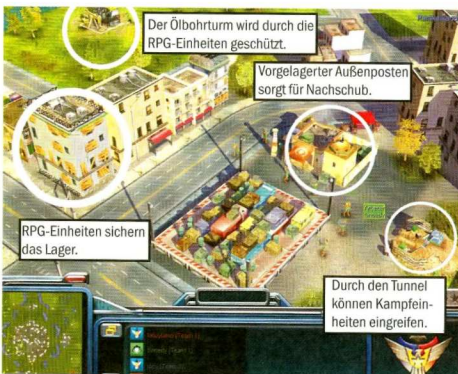 Der Ölbohrturm wird durch die
RPG-Einheiten geschützt.
Vorgelagerter Außenposten
sorgt für Nachschub.
RPG-Einheiten sichern
das Lager.
Durch den Tunnel
können Kampfein-
heiten eingreifen.